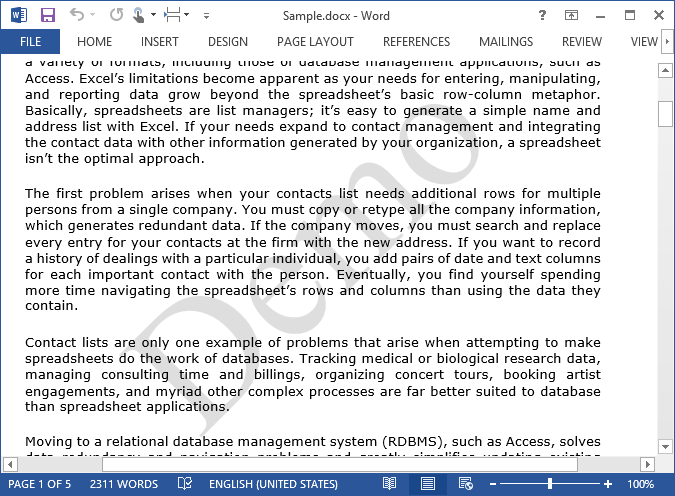 Sample.docx - Word
?
FILE HOME INSERT DESIGN PAGE LAYOUT REFERENCES MAILINGS REVIEW VIEW
a variety of formats, including those of database management applications, such as
Access. Excel's limitations become apparent as your needs for entering, manipulating,
and reporting data grow beyond the spreadsheet's basic row-column metaphor.
Basically, spreadsheets are list managers; it's easy to generate a simple name and
address list with Excel. If your needs expand to contact management and integrating
the contact data with other information generated by your organization, a spreadsheet
isn't the optimal approach.
The first problem arises when your contacts list needs additional rows for multiple
persons from a single company. You must copy or retype all the company information,
which generates redundant data. If the company moves, you must search and replace
every entry for your contacts at the firm with the new address. If you want to record
a history of dealings with a particular individual, you add pairs of date and text columns
for each important contact with the person. Eventually, you find yourself spending
more time navigating the spreadsheet's rows and columns than using the data they
contain.
Contact lists are only one example of problems that arise when attempting to make
spreadsheets do the work of databases. Tracking medical or biological research data,
managing consulting time and billings, organizing concert tours, booking artist
engagements, and myriad other complex processes are far better suited to database
than spreadsheet applications.
Moving to a relational database management system (RDBMS), such as Access, solves
data redundancy and navigation problems and greatly simplifies updating existing
Demo
PAGE 1 OF 5 2311 WORDS ENGLISH (UNITED STATES) 100%